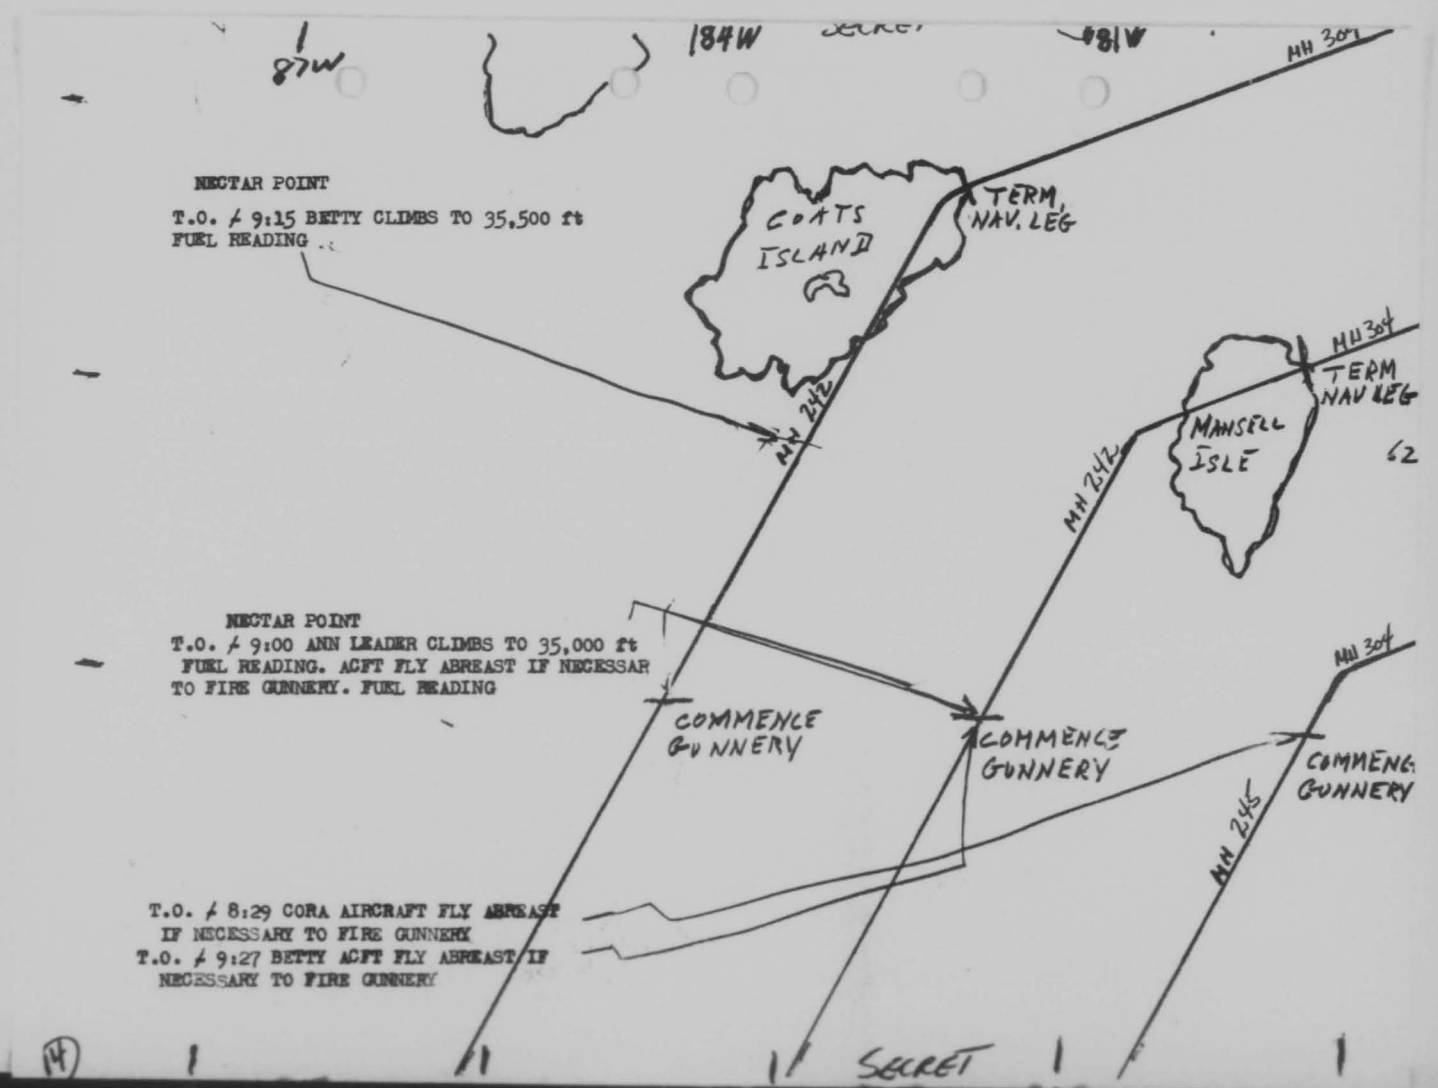 87W
184W
SECRET
81W
MH 304
NECTAR POINT
T.O. / 9:15 BETTY CLIMBS TO 35,500 ft
FUEL READING
COATS
ISLAND
TERM.
NAV. LEG
MH 304
TERM
NAV LEG
MH 242
MANSELL
ISLE
62
MH 242
NECTAR POINT
T.O. / 9:00 ANN LEADER CLIMBS TO 35,000 ft
FUEL READING. ACFT FLY ABREAST IF NECESSAR
TO FIRE GUNNERY. FUEL READING
MH 304
COMMENCE
GUNNERY
COMMENCE
GUNNERY
COMMENC
GUNNERY
MH 245
T.O. / 8:29 CORA AIRCRAFT FLY ABREAST
IF NECESSARY TO FIRE GUNNERY
T.O. / 9:27 BETTY ACFT FLY ABREAST IF
NECESSARY TO FIRE GUNNERY
14
SECRET